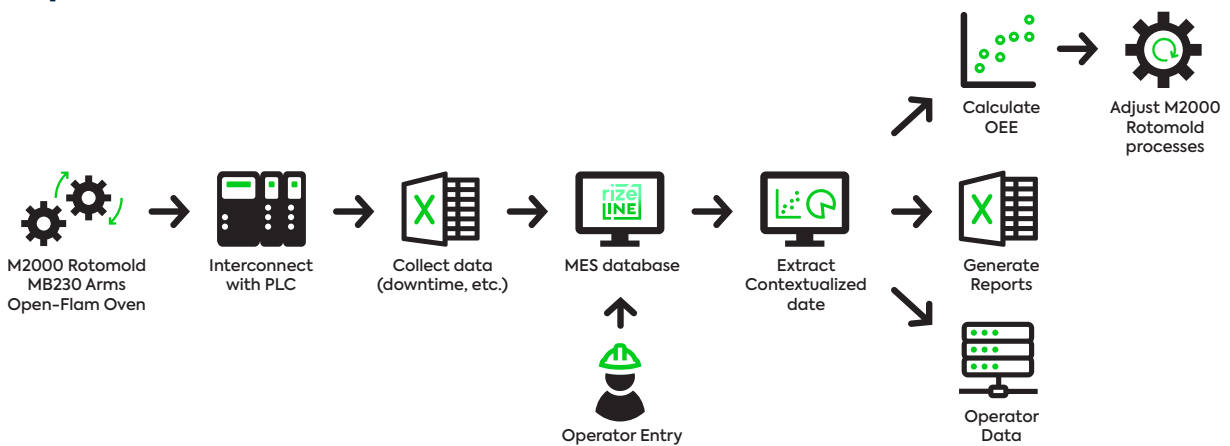 Calculate
OEE
Adjust M2000
Rotomold
processes
rize
LINE
X
X
M2000 Rotomold
MB230 Arms
Open-Flam Oven
Interconnect
with PLC
Collect data
(downtime, etc.)
MES database
Extract
Contextualized
date
Generate
Reports
Operator Entry
Operator
Data